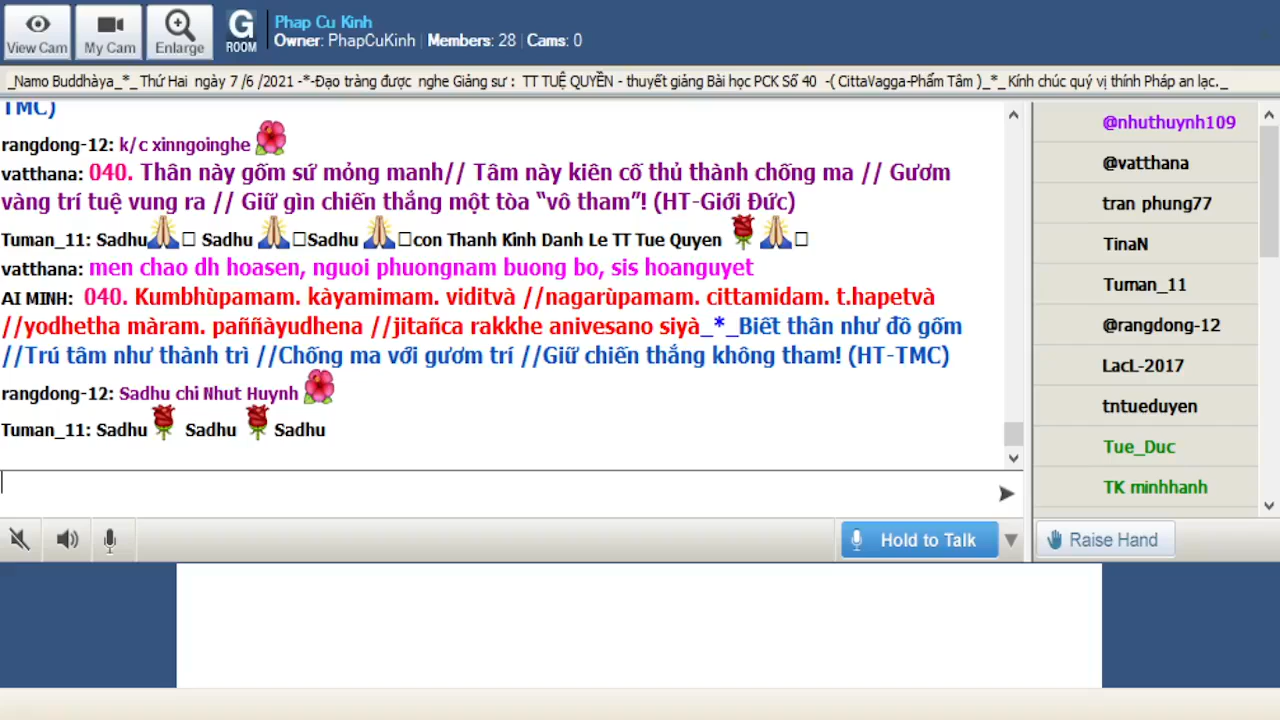 View Cam
My Cam
Enlarge
G
ROOM
Phap Cu Kinh
Owner: PhapCuKinh | Members: 28 | Cams: 0
_Namo Buddhàya_*_ Thứ Hai ngày 7 /6 /2021 -*-Đạo tràng được nghe Giảng sư : TT TUỆ QUYỀN - thuyết giảng Bài học PCK Số 40 -( CittaVagga-Phẩm Tâm )_*_ Kính chúc quý vị thính Pháp an lạc._
TMC)
rangdong-12: k/c xinngoinghe
vatthana: 040. Thân này gốm sứ mỏng manh// Tâm này kiên cố thủ thành chống ma // Gươm
vàng trí tuệ vung ra // Giữ gìn chiến thắng một tòa “vô tham”! (HT-Giới Đức)
Tuman_11: Sadhu Sadhu Sadhu con Thanh Kinh Danh Le TT Tue Quyen
vatthana: men chao dh hoasen, nguoi phuongnam buong bo, sis hoanguyet
AI MINH: 040. Kumbhùpamam. kàyamimam. viditvà //nagarùpamam. cittamidam. t.hapetvà
//yodhetha màram. paññàyudhena //jitañca rakkhe anivesano siyà_*_Biết thân như đồ gốm
//Trú tâm như thành trì //Chống ma với gươm trí //Giữ chiến thắng không tham! (HT-TMC)
rangdong-12: Sadhu chi Nhut Huynh
Tuman_11: Sadhu Sadhu Sadhu
@nhuthuynh109
@vatthana
tran phung77
TinaN
Tuman_11
@rangdong-12
LacL-2017
tntueduyen
Tue_Duc
TK minhhanh
Hold to Talk
Raise Hand